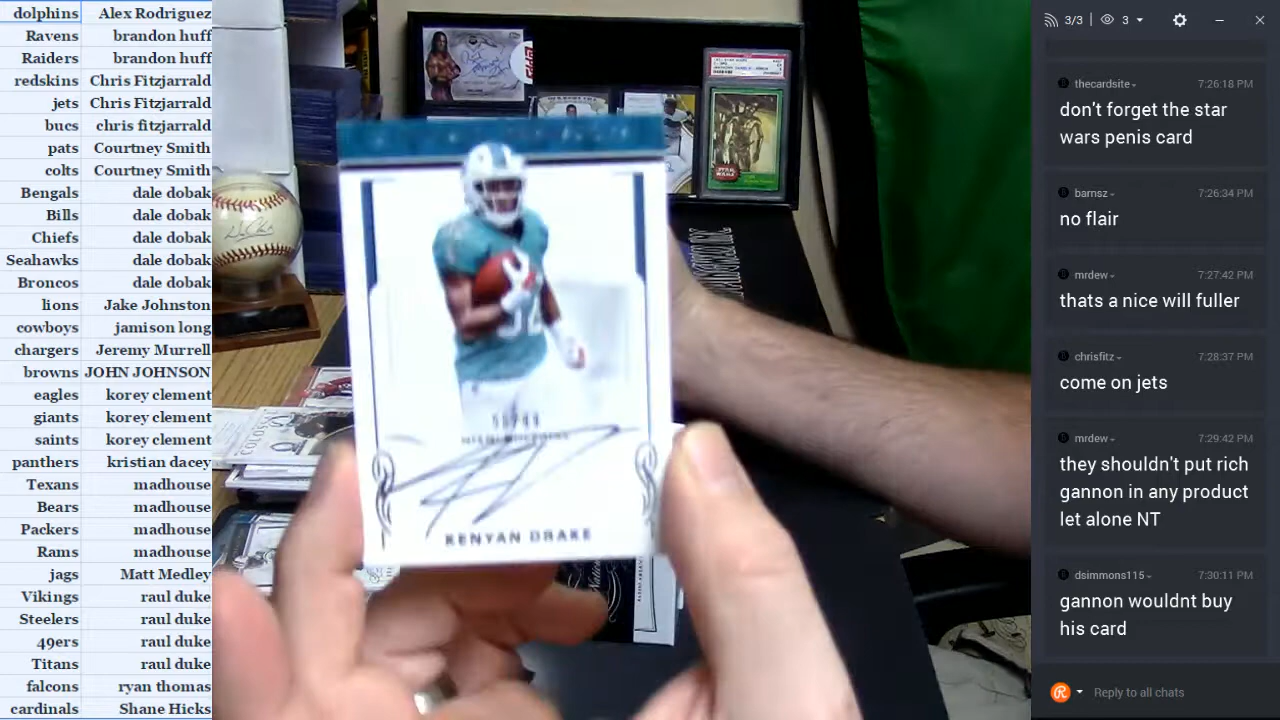 dolphins Alex Rodriguez
Ravens brandon huff
Raiders brandon huff
redskins Chris Fitzjarrald
jets Chris Fitzjarrald
bucs chris fitzjarrald
pats Courtney Smith
colts Courtney Smith
Bengals dale dobak
Bills dale dobak
Chiefs dale dobak
Seahawks dale dobak
Broncos dale dobak
lions Jake Johnston
cowboys jamison long
chargers Jeremy Murrell
browns JOHN JOHNSON
eagles korey clement
giants korey clement
saints korey clement
panthers kristian dacey
Texans madhouse
Bears madhouse
Packers madhouse
Rams madhouse
jags Matt Medley
Vikings raul duke
Steelers raul duke
49ers raul duke
Titans raul duke
falcons ryan thomas
cardinals Shane Hicks
STAR WARS
KENYAN DRAKE
3/3 3
thecardsite 7:26:18 PM
don't forget the star
wars penis card
barnsz 7:26:34 PM
no flair
mrdew 7:27:42 PM
thats a nice will fuller
chrisfitz 7:28:37 PM
come on jets
mrdew 7:29:42 PM
they shouldn't put rich
gannon in any product
let alone NT
dsimmons115 7:30:11 PM
gannon wouldnt buy
his card
Reply to all chats